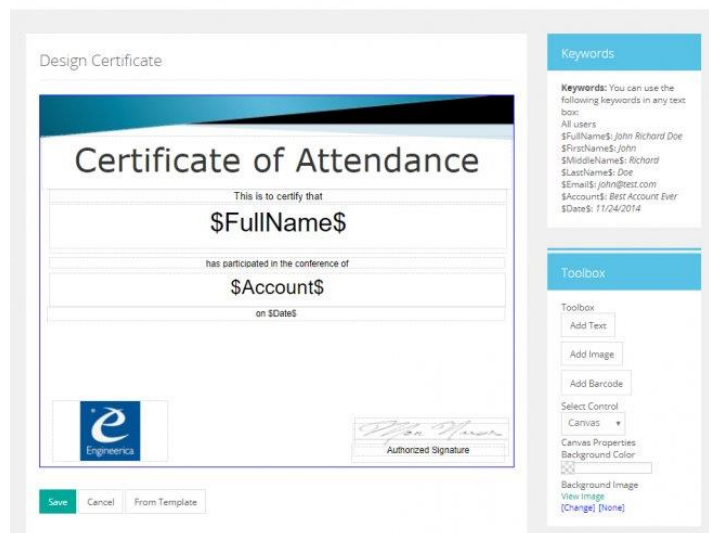 Design Certificate
Certificate of Attendance
This is to certify that
$FullName$
has participated in the conference of
$Account$
on $Date$
Engineerica
Authorized Signature
Save
Cancel
From Template
Keywords
Keywords: You can use the
following keywords in any text
box:
All users
$FullName$: John Richard Doe
$FirstName$: John
$MiddleName$: Richard
$LastName$: Doe
$Email$: john@test.com
$Account$: Best Account Ever
$Date$: 11/24/2014
Toolbox
Toolbox
Add Text
Add Image
Add Barcode
Select Control
Canvas
Canvas Properties
Background Color
Background Image
View Image
[Change] [None]